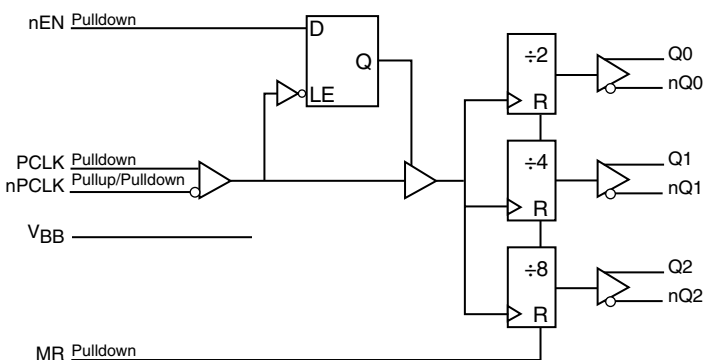 nEN Pulldown
D
Q
LE
PCLK Pulldown
nPCLK Pullup/Pulldown
VBB
MR Pulldown
÷2
R
÷4
R
÷8
R
Q0
nQ0
Q1
nQ1
Q2
nQ2